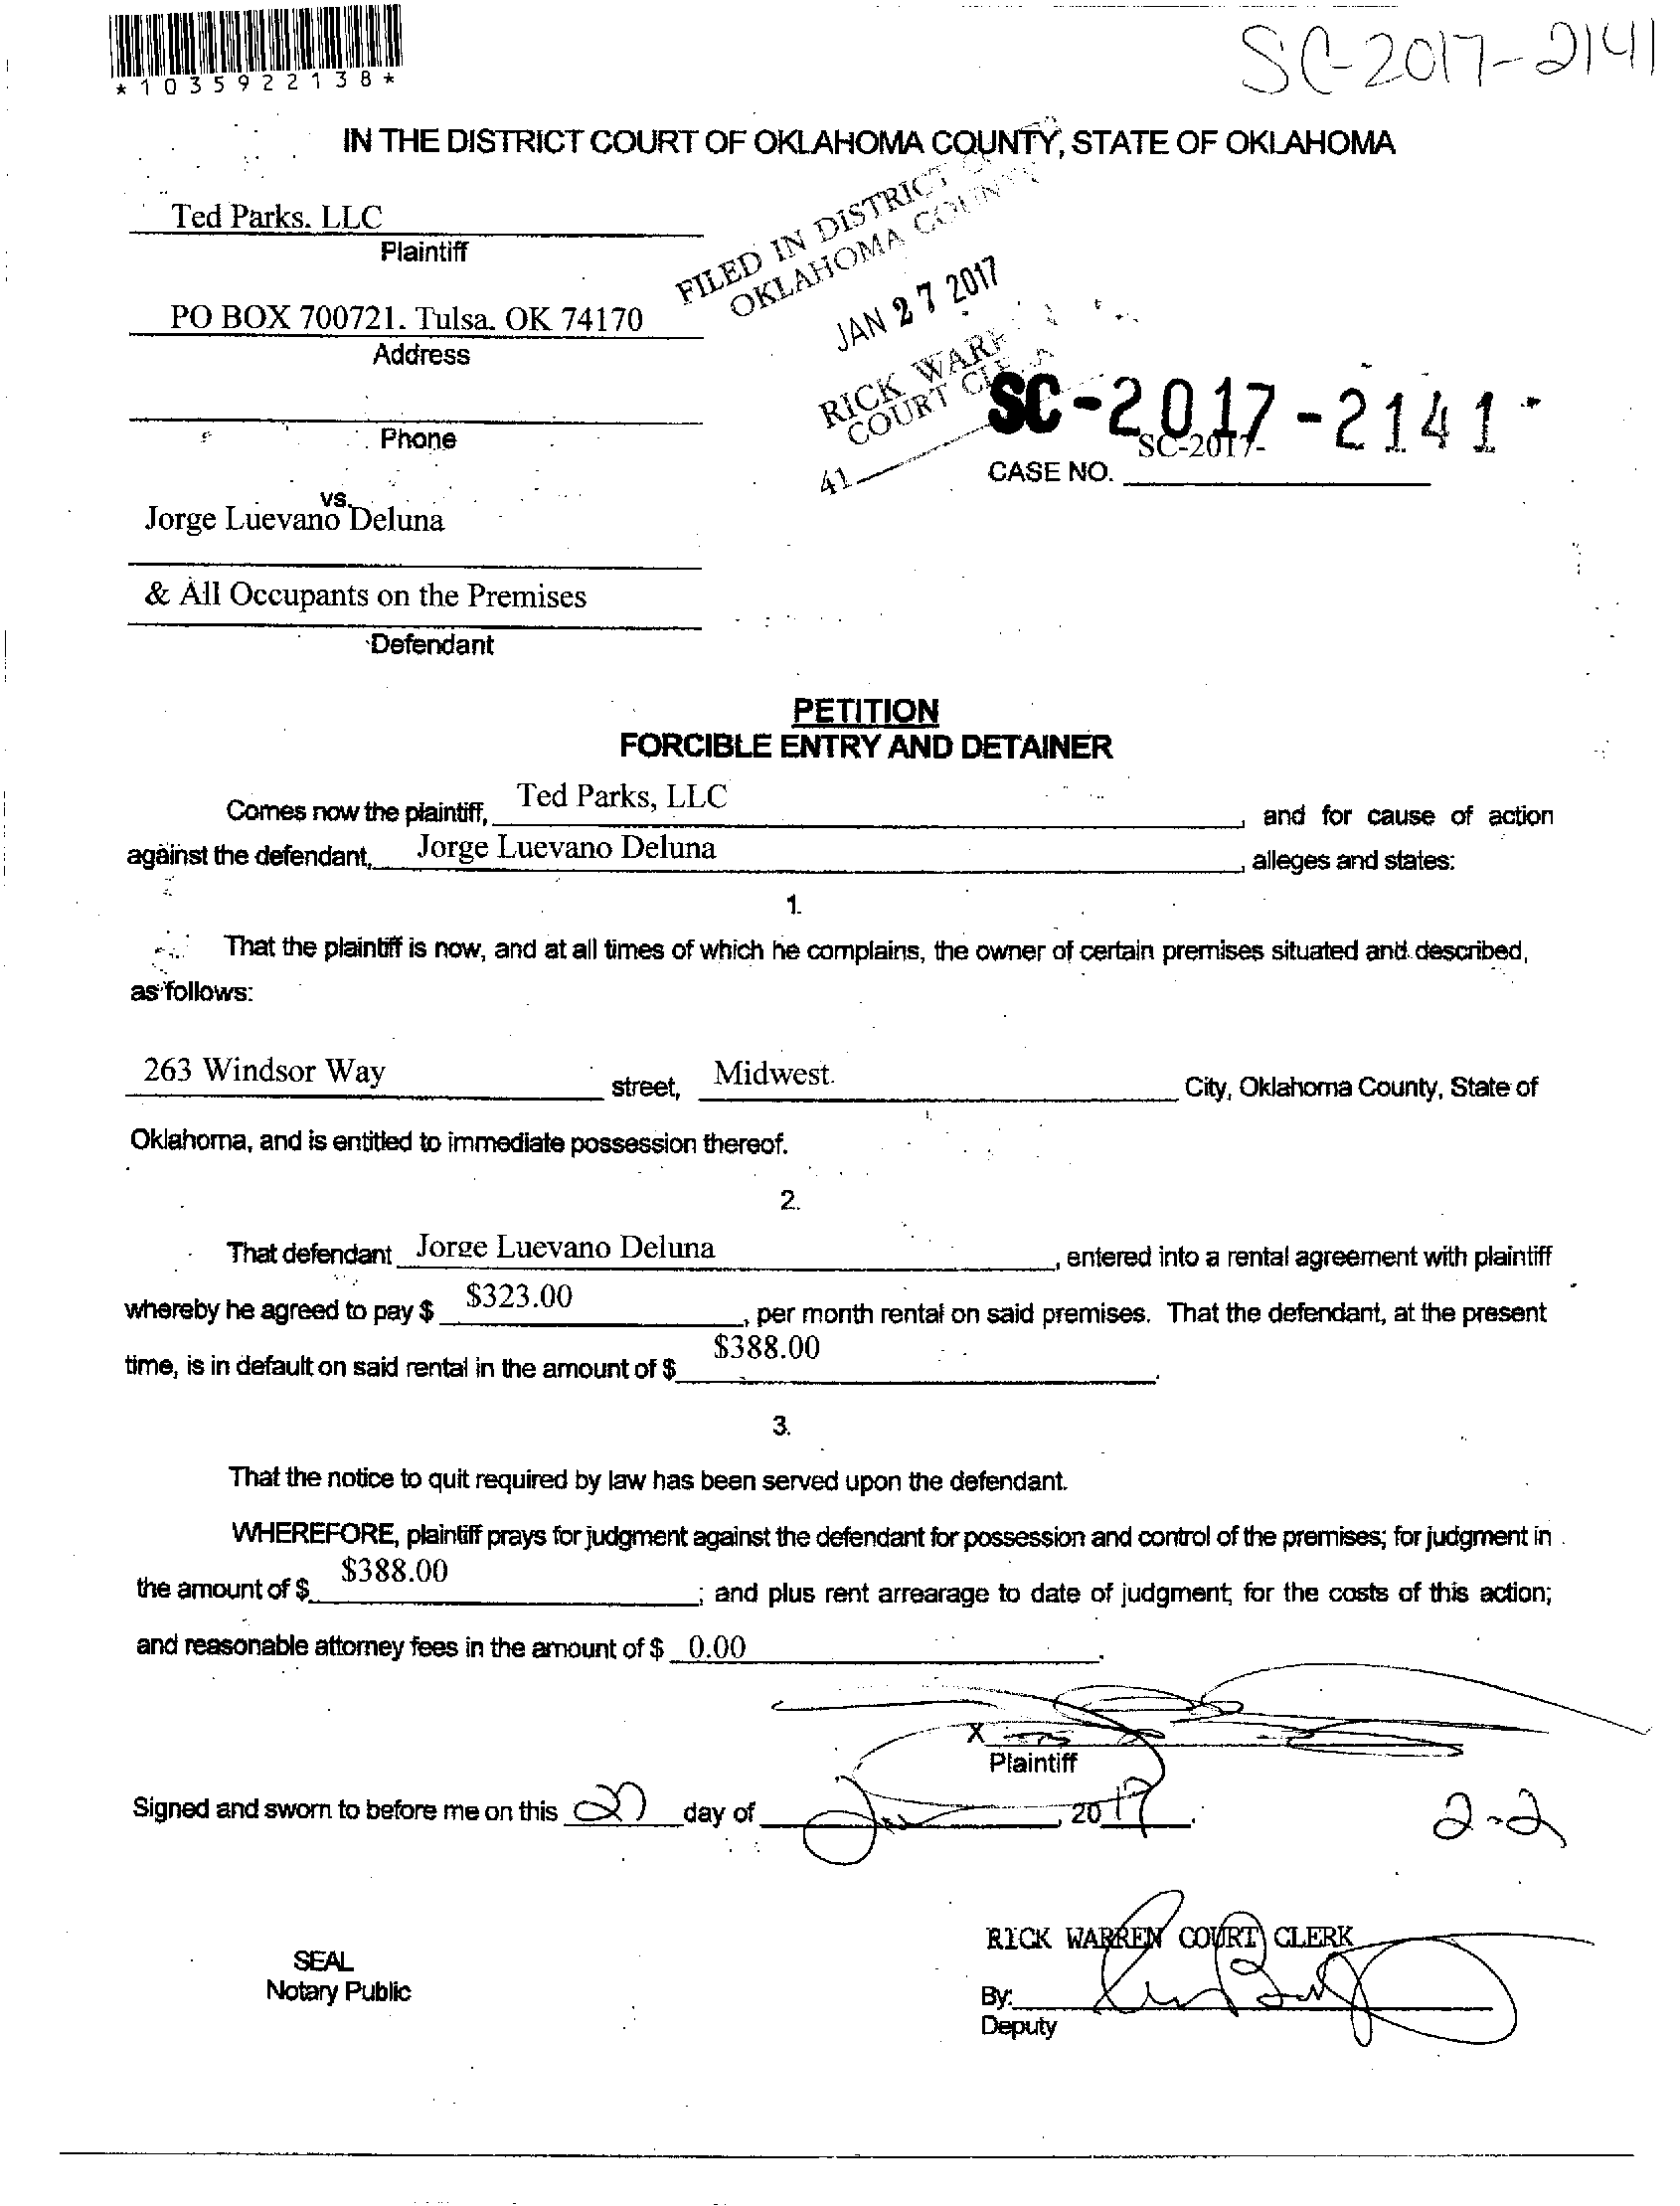 *1035922138*
SC-2017-2141
IN THE DISTRICT COURT OF OKLAHOMA COUNTY, STATE OF OKLAHOMA
Ted Parks, LLC
Plaintiff
FILED IN DISTRICT
OKLAHOMA COUNTY
JAN 27 2017
PO BOX 700721, Tulsa, OK 74170
Address
RICK
COURT
SC-2017-2141
Phone
SC-2017-
41
CASE NO.
vs.
Jorge Luevano Deluna
& All Occupants on the Premises
Defendant
PETITION
FORCIBLE ENTRY AND DETAINER
Comes now the plaintiff, Ted Parks, LLC, and for cause of action
against the defendant, Jorge Luevano Deluna, alleges and states:
1.
That the plaintiff is now, and at all times of which he complains, the owner of certain premises situated and described,
as follows:
263 Windsor Way street, Midwest City, Oklahoma County, State of
Oklahoma, and is entitled to immediate possession thereof.
2.
That defendant Jorge Luevano Deluna, entered into a rental agreement with plaintiff
whereby he agreed to pay $ $323.00, per month rental on said premises. That the defendant, at the present
time, is in default on said rental in the amount of $ $388.00.
3.
That the notice to quit required by law has been served upon the defendant.
WHEREFORE, plaintiff prays for judgment against the defendant for possession and control of the premises; for judgment in
the amount of $ $388.00; and plus rent arrearage to date of judgment, for the costs of this action;
and reasonable attorney fees in the amount of $ 0.00.
X
Plaintiff
Signed and sworn to before me on this 27 day of , 2017.
2-2
RICK WARREN COURT CLERK
SEAL
Notary Public
By:
Deputy